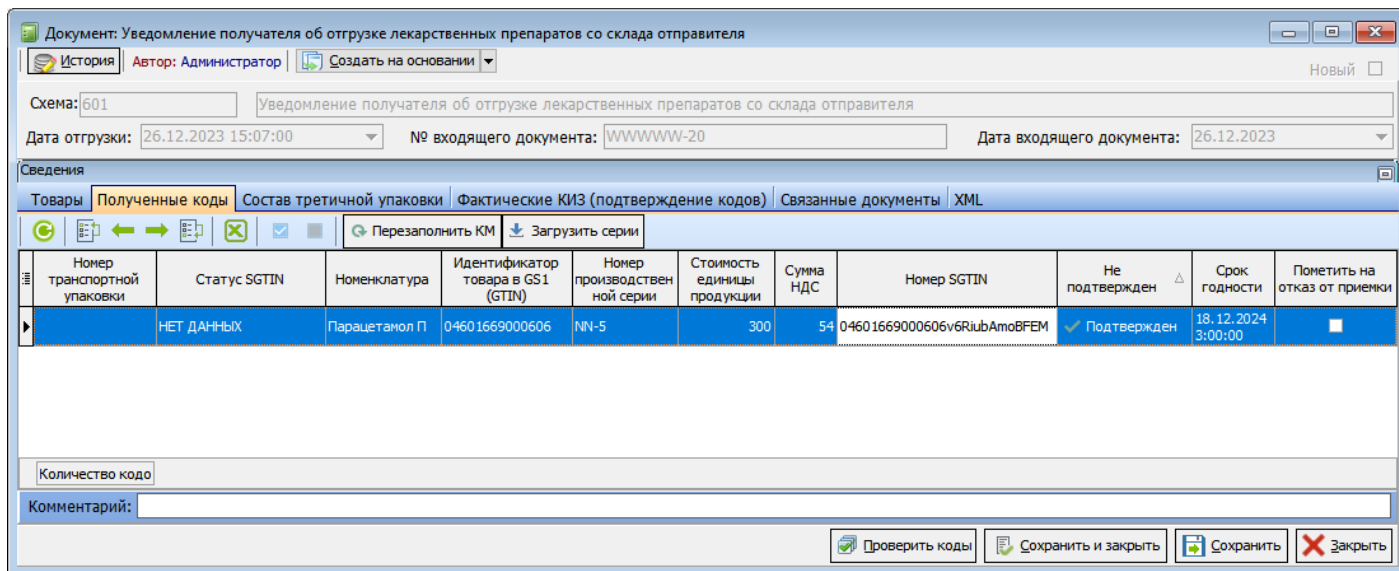 Документ: Уведомление получателя об отгрузке лекарственных препаратов со склада отправителя
История Автор: Администратор Создать на основании
Новый
Схема: 601 Уведомление получателя об отгрузке лекарственных препаратов со склада отправителя
Дата отгрузки: 26.12.2023 15:07:00 № входящего документа: WWWWW-20 Дата входящего документа: 26.12.2023
Сведения
Товары Полученные коды Состав третичной упаковки Фактические КИЗ (подтверждение кодов) Связанные документы XML
Перезаполнить КМ Загрузить серии
Номер транспортной упаковки Статус SGTIN Номенклатура Идентификатор товара в GS1 (GTIN) Номер производствен ной серии Стоимость единицы продукции Сумма НДС Номер SGTIN Не подтвержден Срок годности Пометить на отказ от приемки
НЕТ ДАННЫХ Парацетамол П 04601669000606 NN-5 300 54 04601669000606v6RiubAmoBFEM Подтвержден 18.12.2024 3:00:00
Количество кодо
Комментарий:
Проверить коды Сохранить и закрыть Сохранить Закрыть